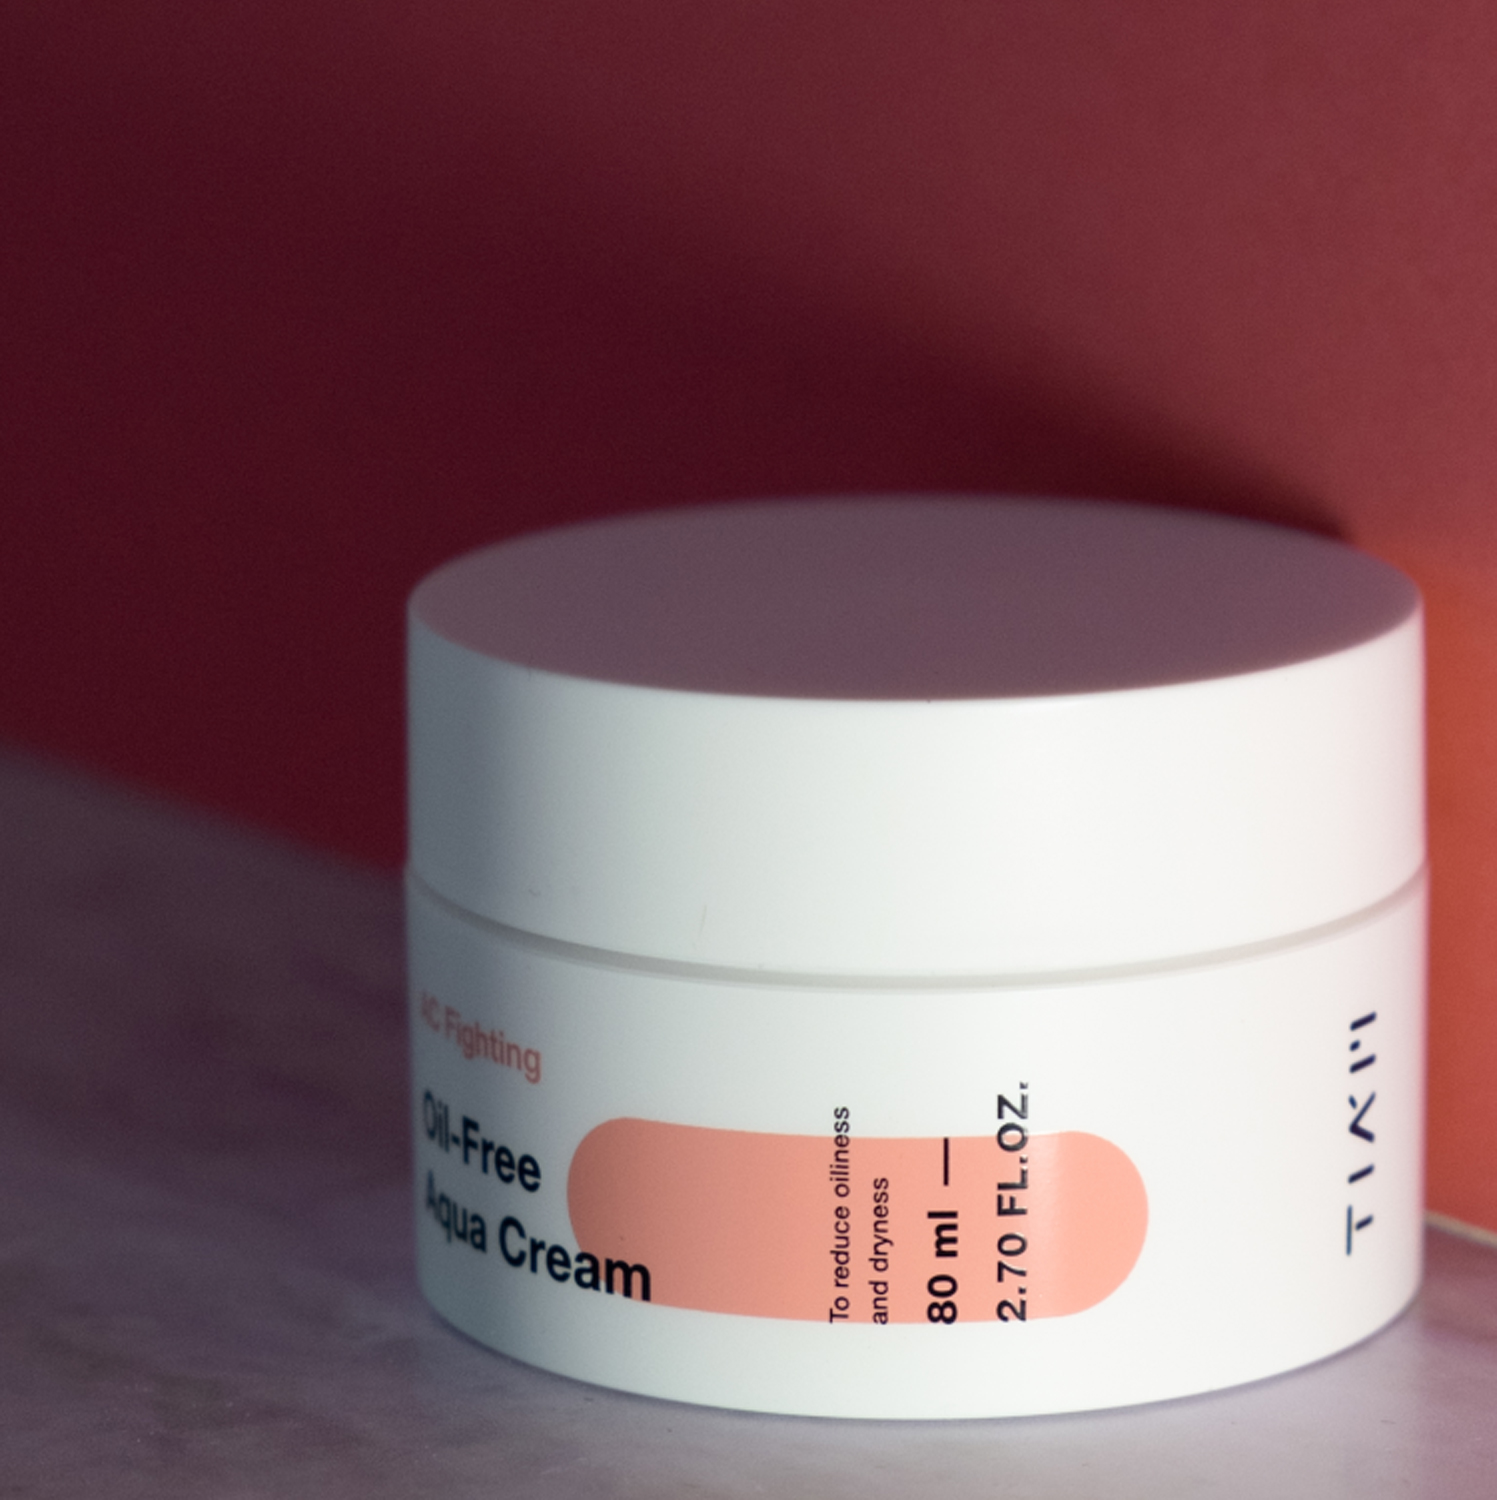 AC Fighting
Oil-Free
Aqua Cream
To reduce oiliness
and dryness
80 ml —
2.70 FL.OZ.
TIAM